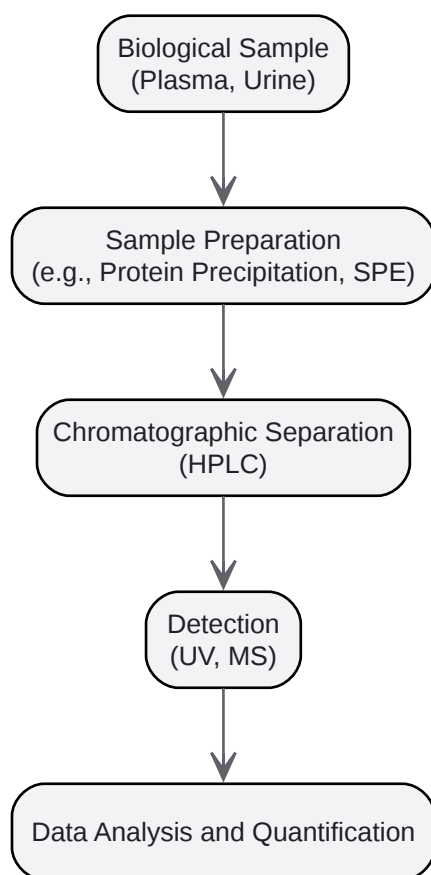 Biological Sample
(Plasma, Urine)
Sample Preparation
(e.g., Protein Precipitation, SPE)
Chromatographic Separation
(HPLC)
Detection
(UV, MS)
Data Analysis and Quantification